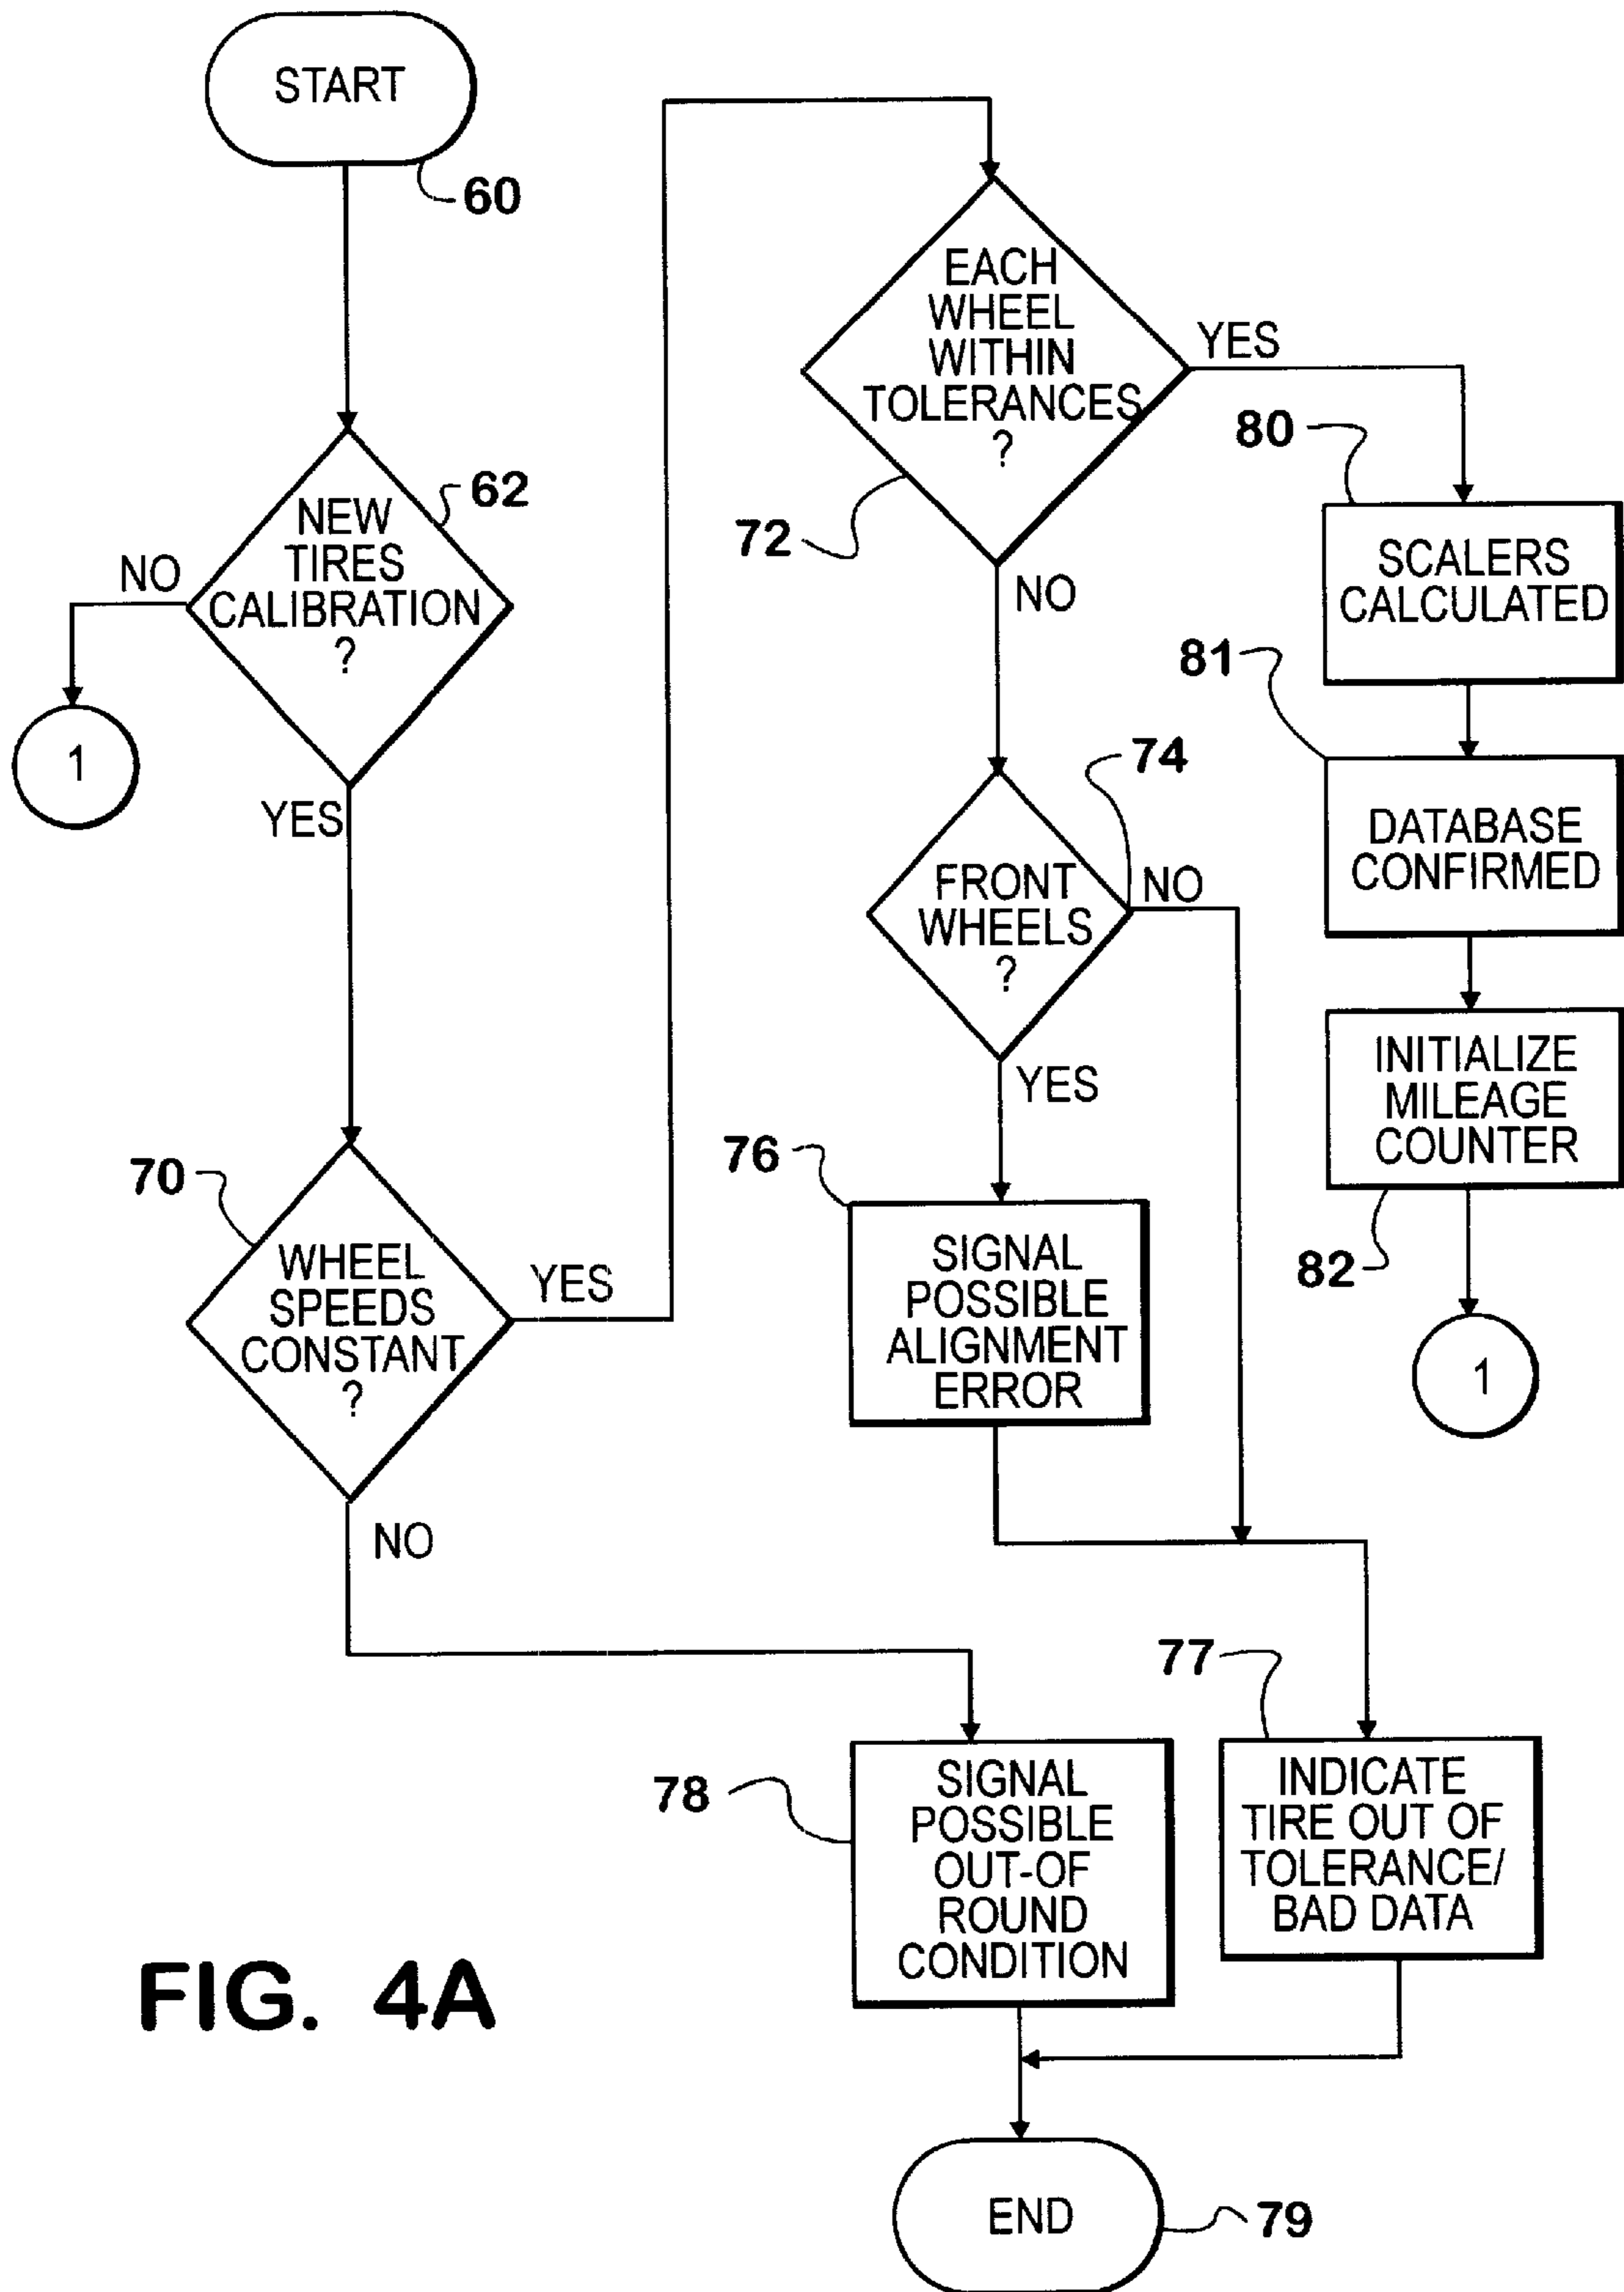 START
60
NEW
TIRES
CALIBRATION
?
62
NO
1
YES
70
WHEEL
SPEEDS
CONSTANT
?
YES
NO
EACH
WHEEL
WITHIN
TOLERANCES
?
72
YES
NO
80
SCALERS
CALCULATED
81
DATABASE
CONFIRMED
INITIALIZE
MILEAGE
COUNTER
82
1
74
FRONT
WHEELS
?
NO
YES
76
SIGNAL
POSSIBLE
ALIGNMENT
ERROR
77
INDICATE
TIRE OUT OF
TOLERANCE/
BAD DATA
78
SIGNAL
POSSIBLE
OUT-OF
ROUND
CONDITION
END
79
FIG. 4A